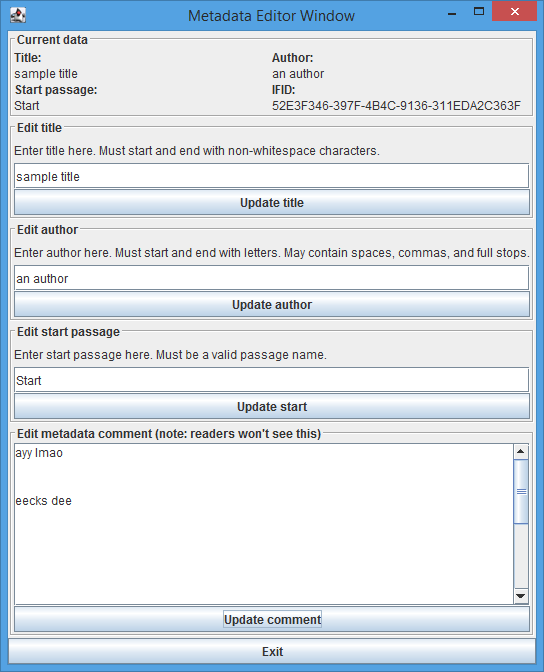 Metadata Editor Window
Current data
Title: Author:
sample title an author
Start passage: IFID:
Start 52E3F346-397F-4B4C-9136-311EDA2C363F
Edit title
Enter title here. Must start and end with non-whitespace characters.
sample title
Update title
Edit author
Enter author here. Must start and end with letters. May contain spaces, commas, and full stops.
an author
Update author
Edit start passage
Enter start passage here. Must be a valid passage name.
Start
Update start
Edit metadata comment (note: readers won't see this)
ayy lmao
eecks dee
Update comment
Exit